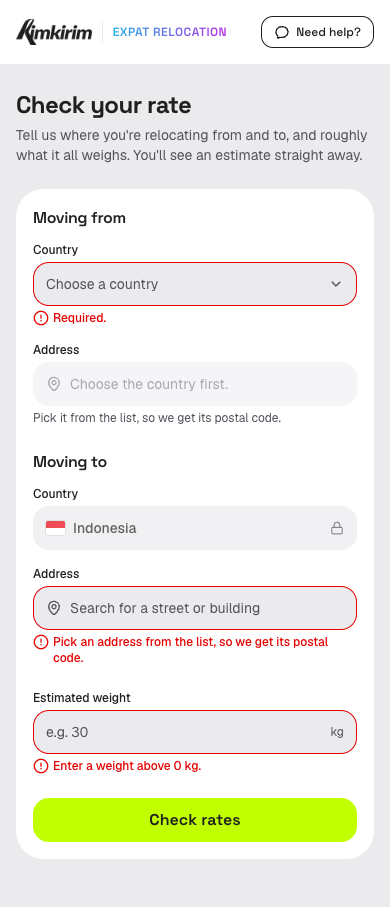 Kimkirim
EXPAT RELOCATION
Need help?
Check your rate
Tell us where you're relocating from and to, and roughly
what it all weighs. You'll see an estimate straight away.
Moving from
Country
Choose a country
Required.
Address
Choose the country first.
Pick it from the list, so we get its postal code.
Moving to
Country
Indonesia
Address
Search for a street or building
Pick an address from the list, so we get its postal
code.
Estimated weight
e.g. 30
kg
Enter a weight above 0 kg.
Check rates